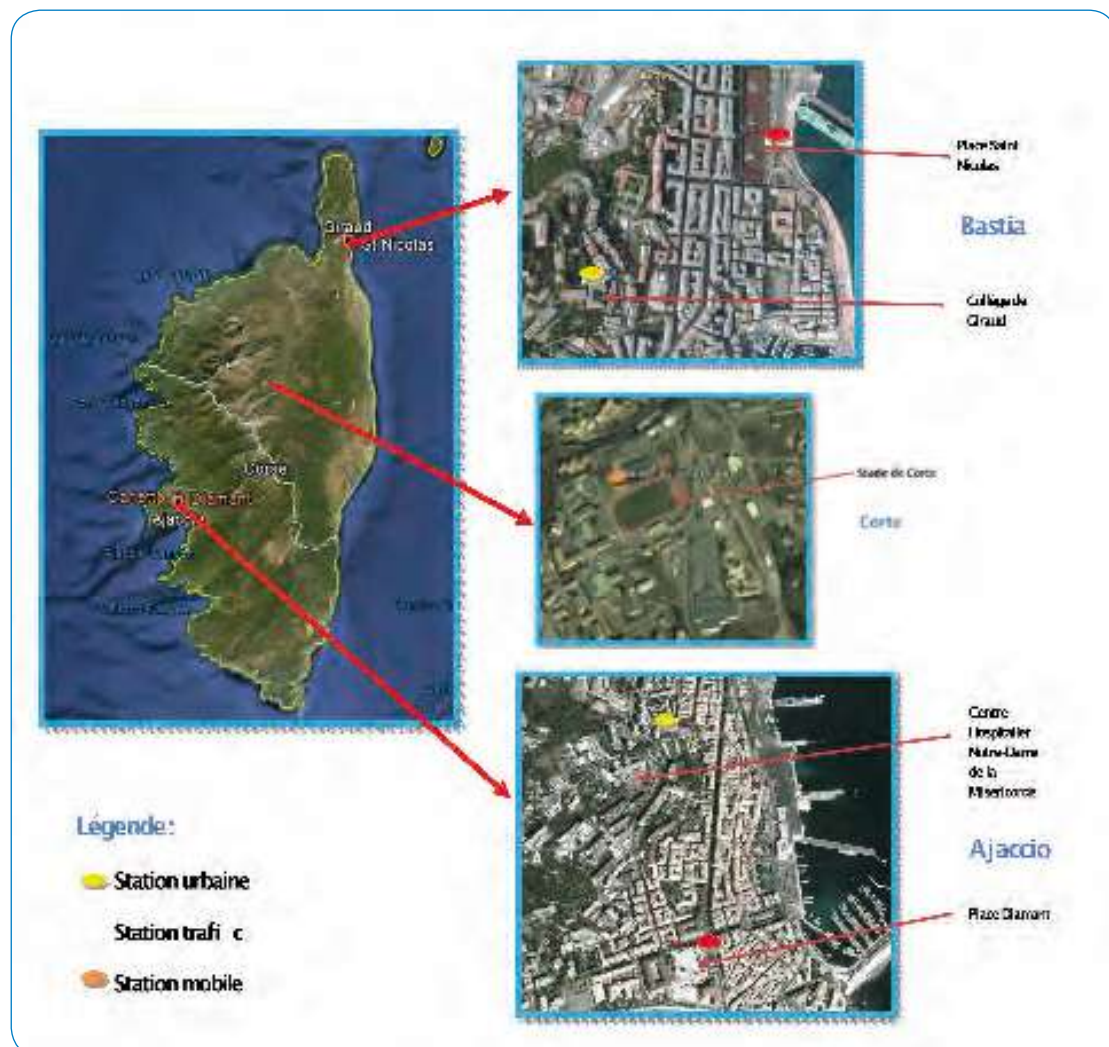 Giraud
St Nicolas
Corse
Place Saint
Nicolas
Bastia
Collège de
Giraud
Stade de Corte
Corte
Centre
Hospitalier
Notre-Dame
de la
Miséricorde
Ajaccio
Place Diamant
Légende:
Station urbaine
Station trafi c
Station mobile